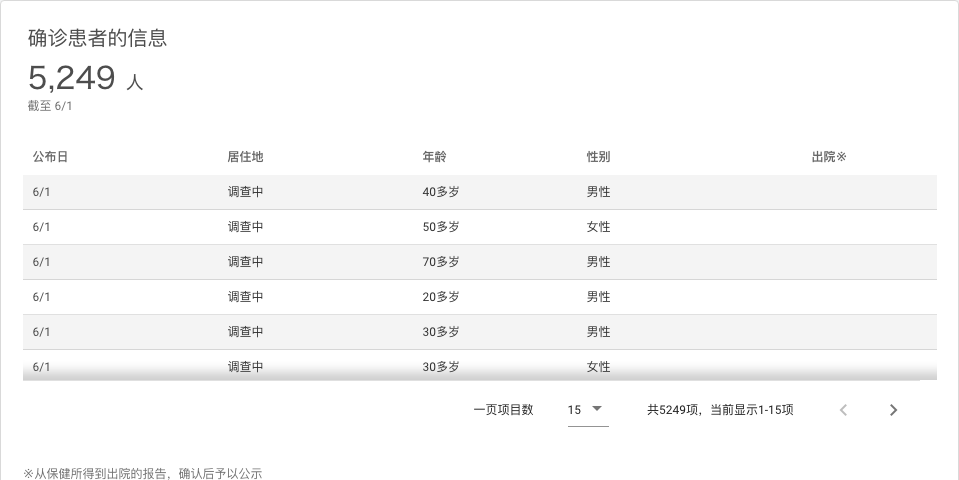 确诊患者的信息
5,249 人
截至 6/1
公布日 居住地 年龄 性别 出院※
6/1 调查中 40多岁 男性
6/1 调查中 50多岁 女性
6/1 调查中 70多岁 男性
6/1 调查中 20多岁 男性
6/1 调查中 30多岁 男性
6/1 调查中 30多岁 女性
一页项目数 15 共5249项，当前显示1-15项
※从保健所得到出院的报告，确认后予以公示